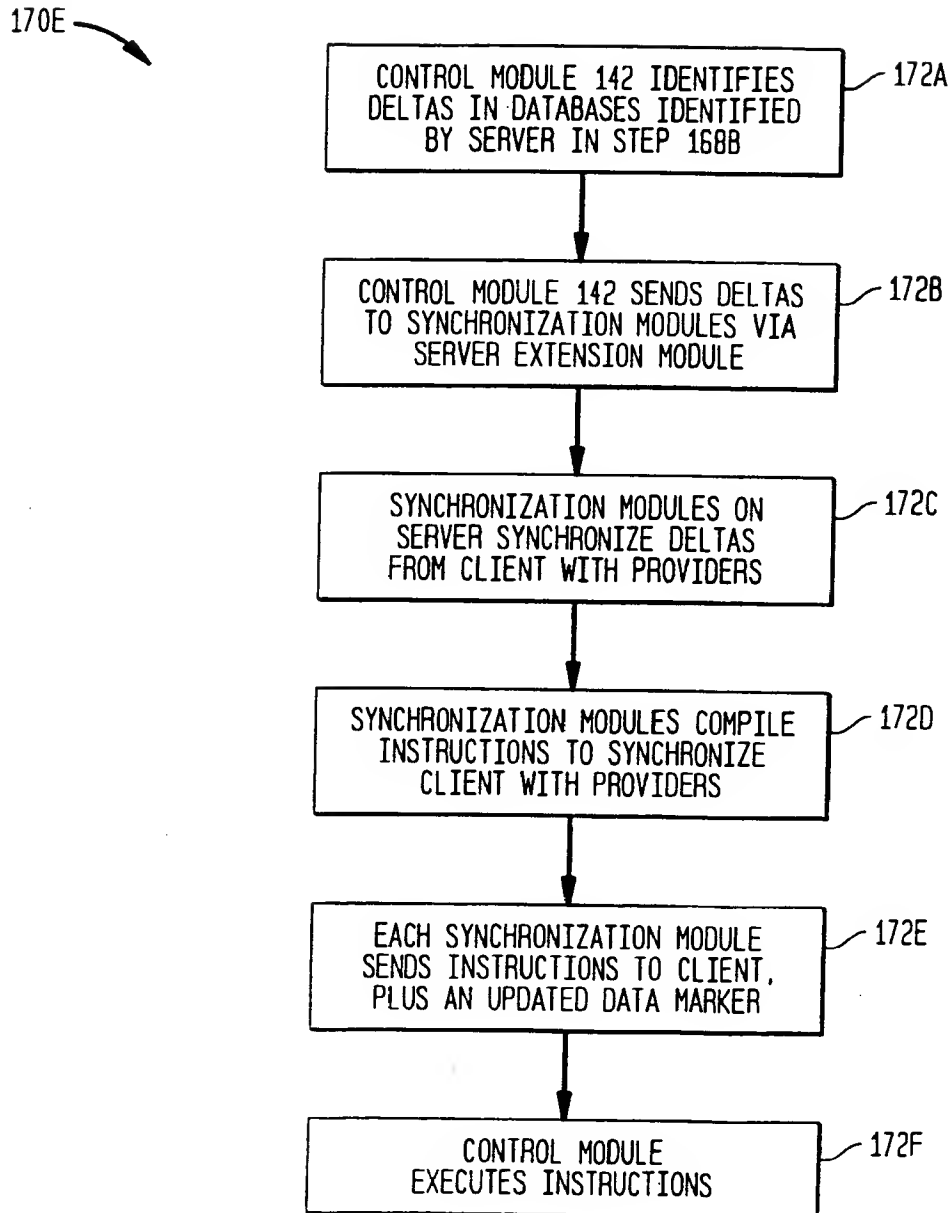 170E
CONTROL MODULE 142 IDENTIFIES
DELTAS IN DATABASES IDENTIFIED
BY SERVER IN STEP 168B
172A
CONTROL MODULE 142 SENDS DELTAS
TO SYNCHRONIZATION MODULES VIA
SERVER EXTENSION MODULE
172B
SYNCHRONIZATION MODULES ON
SERVER SYNCHRONIZE DELTAS
FROM CLIENT WITH PROVIDERS
172C
SYNCHRONIZATION MODULES COMPILE
INSTRUCTIONS TO SYNCHRONIZE
CLIENT WITH PROVIDERS
172D
EACH SYNCHRONIZATION MODULE
SENDS INSTRUCTIONS TO CLIENT,
PLUS AN UPDATED DATA MARKER
172E
CONTROL MODULE
EXECUTES INSTRUCTIONS
172F